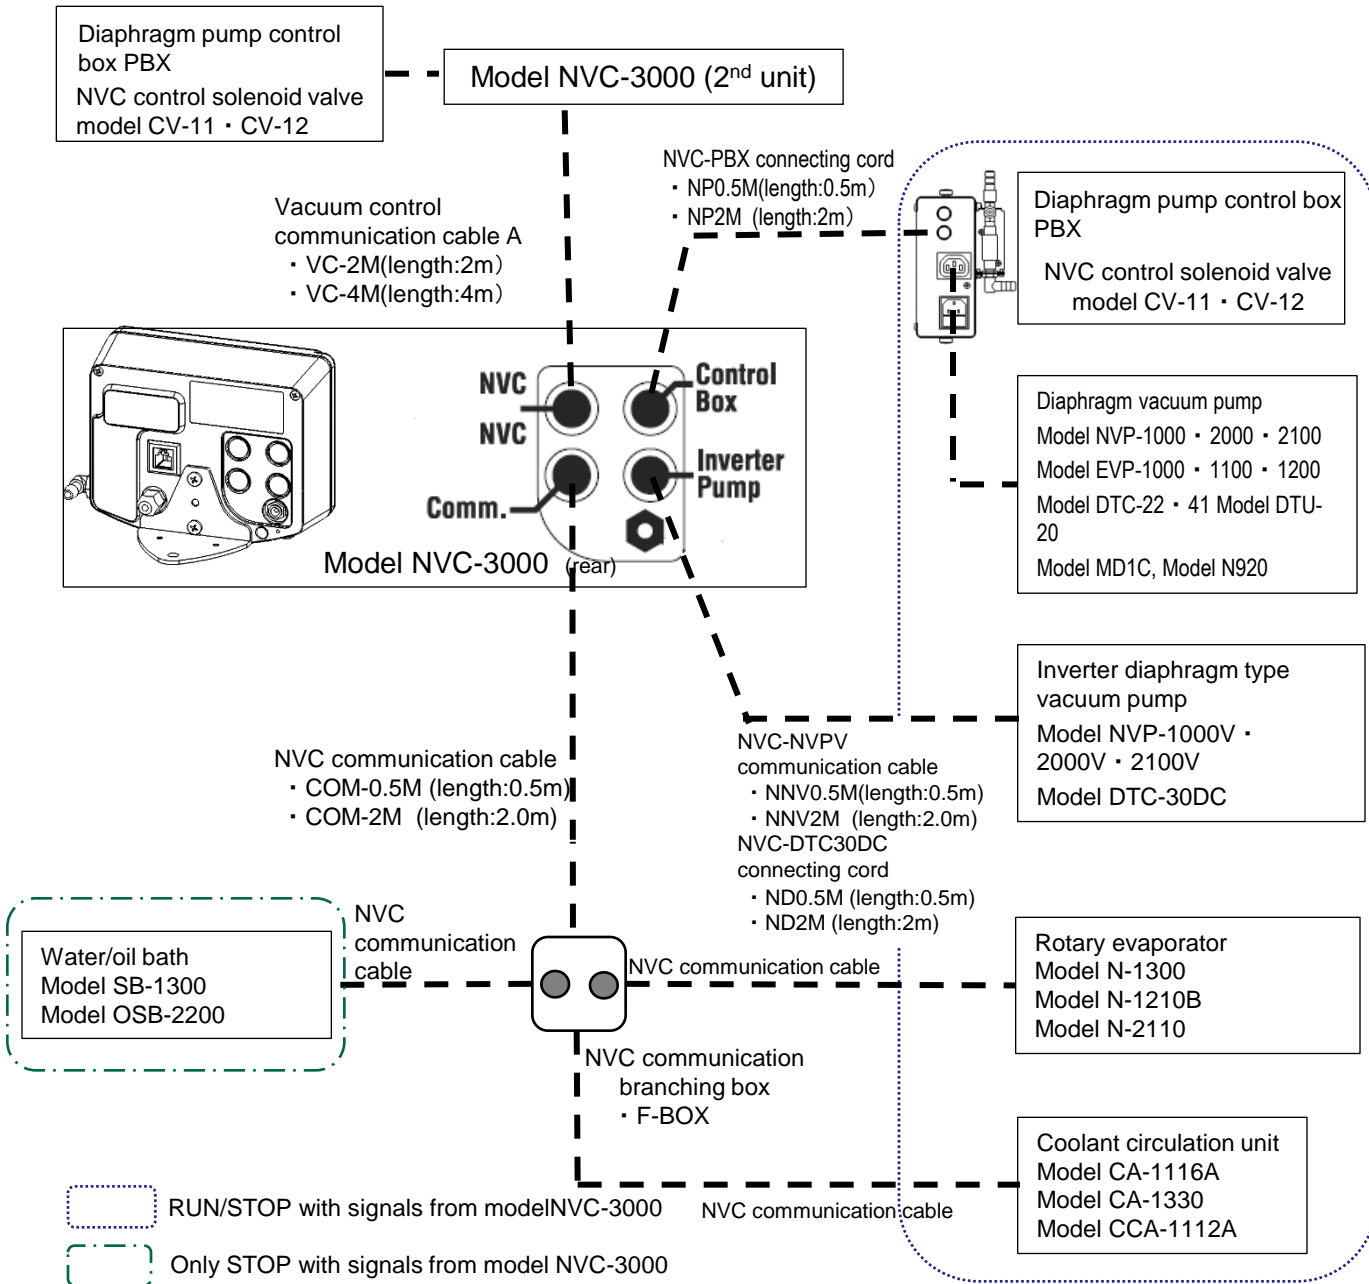 Diaphragm pump control
box PBX
NVC control solenoid valve
model CV-11・CV-12
Model NVC-3000 (2nd unit)
NVC-PBX connecting cord
・NP0.5M(length:0.5m)
・NP2M (length:2m)
Vacuum control
communication cable A
・VC-2M(length:2m)
・VC-4M(length:4m)
Diaphragm pump control box
PBX
NVC control solenoid valve
model CV-11・CV-12
NVC
NVC
Control
Box
Comm.
Inverter
Pump
Model NVC-3000 (rear)
Diaphragm vacuum pump
Model NVP-1000・2000・2100
Model EVP-1000・1100・1200
Model DTC-22・41 Model DTU-
20
Model MD1C, Model N920
Inverter diaphragm type
vacuum pump
Model NVP-1000V・
2000V・2100V
Model DTC-30DC
NVC-NVPV
communication cable
・NNV0.5M(length:0.5m)
・NNV2M (length:2.0m)
NVC-DTC30DC
connecting cord
・ND0.5M (length:0.5m)
・ND2M (length:2m)
NVC communication cable
・COM-0.5M (length:0.5m)
・COM-2M (length:2.0m)
NVC
communication
cable
Water/oil bath
Model SB-1300
Model OSB-2200
NVC communication cable
Rotary evaporator
Model N-1300
Model N-1210B
Model N-2110
NVC communication
branching box
・F-BOX
Coolant circulation unit
Model CA-1116A
Model CA-1330
Model CCA-1112A
NVC communication cable
RUN/STOP with signals from modelNVC-3000
Only STOP with signals from model NVC-3000